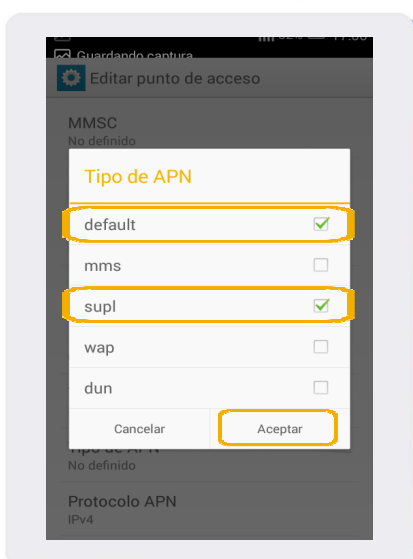 Guardando captura
Editar punto de acceso
MMSC
No definido
Tipo de APN
default
mms
supl
wap
dun
Cancelar Aceptar
Tipo de APN
No definido
Protocolo APN
IPv4